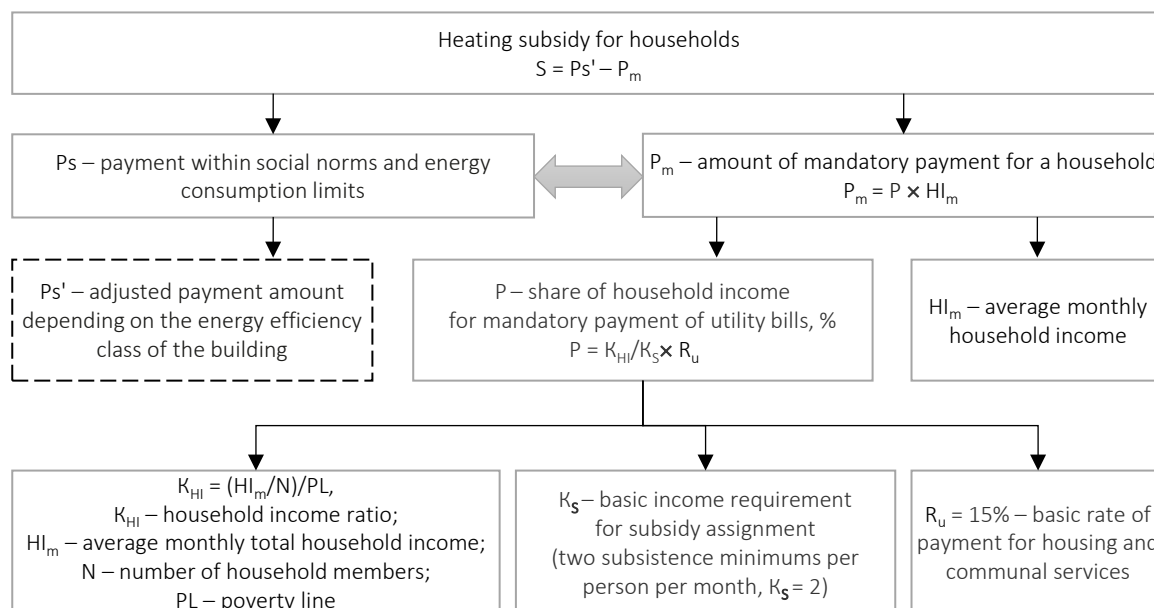 Heating subsidy for households
S = Ps' – Pm
Ps – payment within social norms and energy
consumption limits
Pm – amount of mandatory payment for a household
Pm = P × HIm
Ps' – adjusted payment amount
depending on the energy efficiency
class of the building
P – share of household income
for mandatory payment of utility bills, %
P = KHI/KS × Ru
HIm – average monthly
household income
KHI = (HIm/N)/PL,
KHI – household income ratio;
HIm – average monthly total household income;
N – number of household members;
PL – poverty line
KS – basic income requirement
for subsidy assignment
(two subsistence minimums per
person per month, KS = 2)
Ru = 15% – basic rate of
payment for housing and
communal services